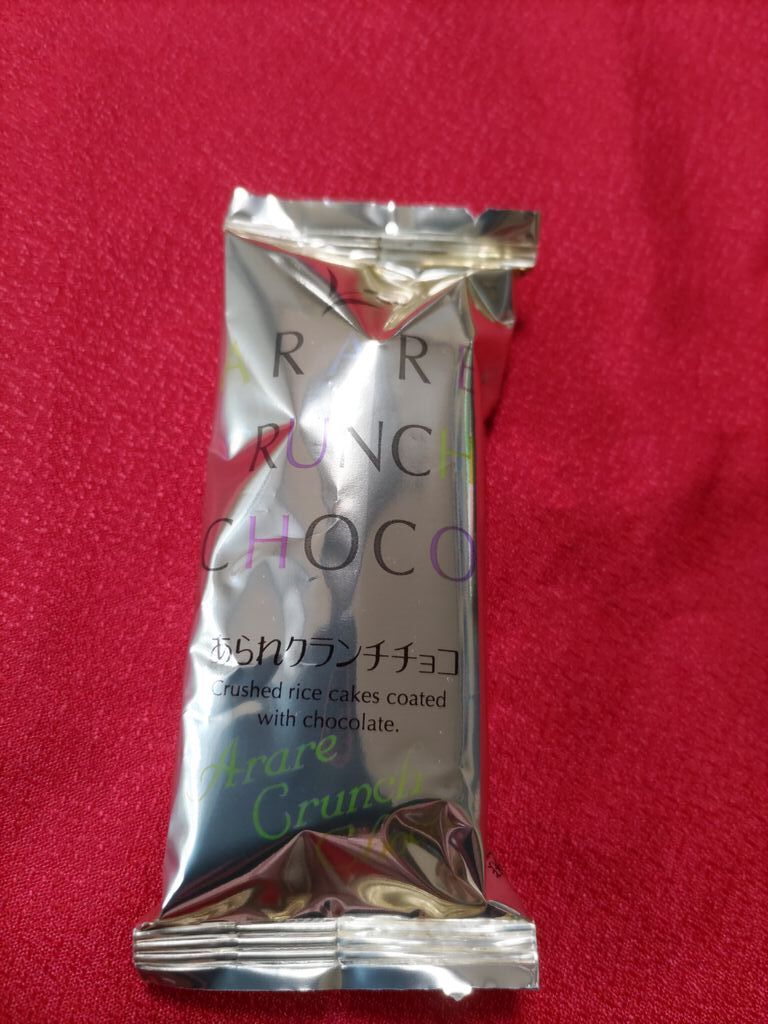 ARARE
RUNCH
CHOCO
あられクランチチョコ
Crushed rice cakes coated
with chocolate.
Arare
Crunch